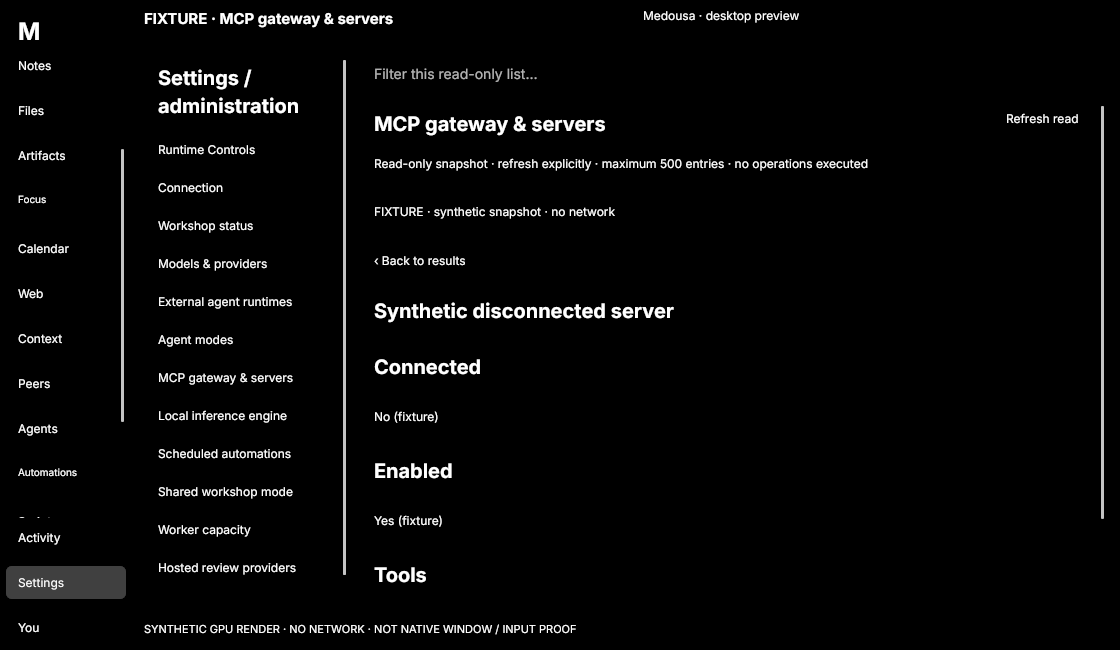 M
Notes
Files
Artifacts
Focus
Calendar
Web
Context
Peers
Agents
Automations
Activity
Settings
You
FIXTURE · MCP gateway & servers
Medousa · desktop preview
Settings /
administration
Runtime Controls
Connection
Workshop status
Models & providers
External agent runtimes
Agent modes
MCP gateway & servers
Local inference engine
Scheduled automations
Shared workshop mode
Worker capacity
Hosted review providers
Filter this read-only list...
MCP gateway & servers
Refresh read
Read-only snapshot · refresh explicitly · maximum 500 entries · no operations executed
FIXTURE · synthetic snapshot · no network
‹ Back to results
Synthetic disconnected server
Connected
No (fixture)
Enabled
Yes (fixture)
Tools
SYNTHETIC GPU RENDER · NO NETWORK · NOT NATIVE WINDOW / INPUT PROOF